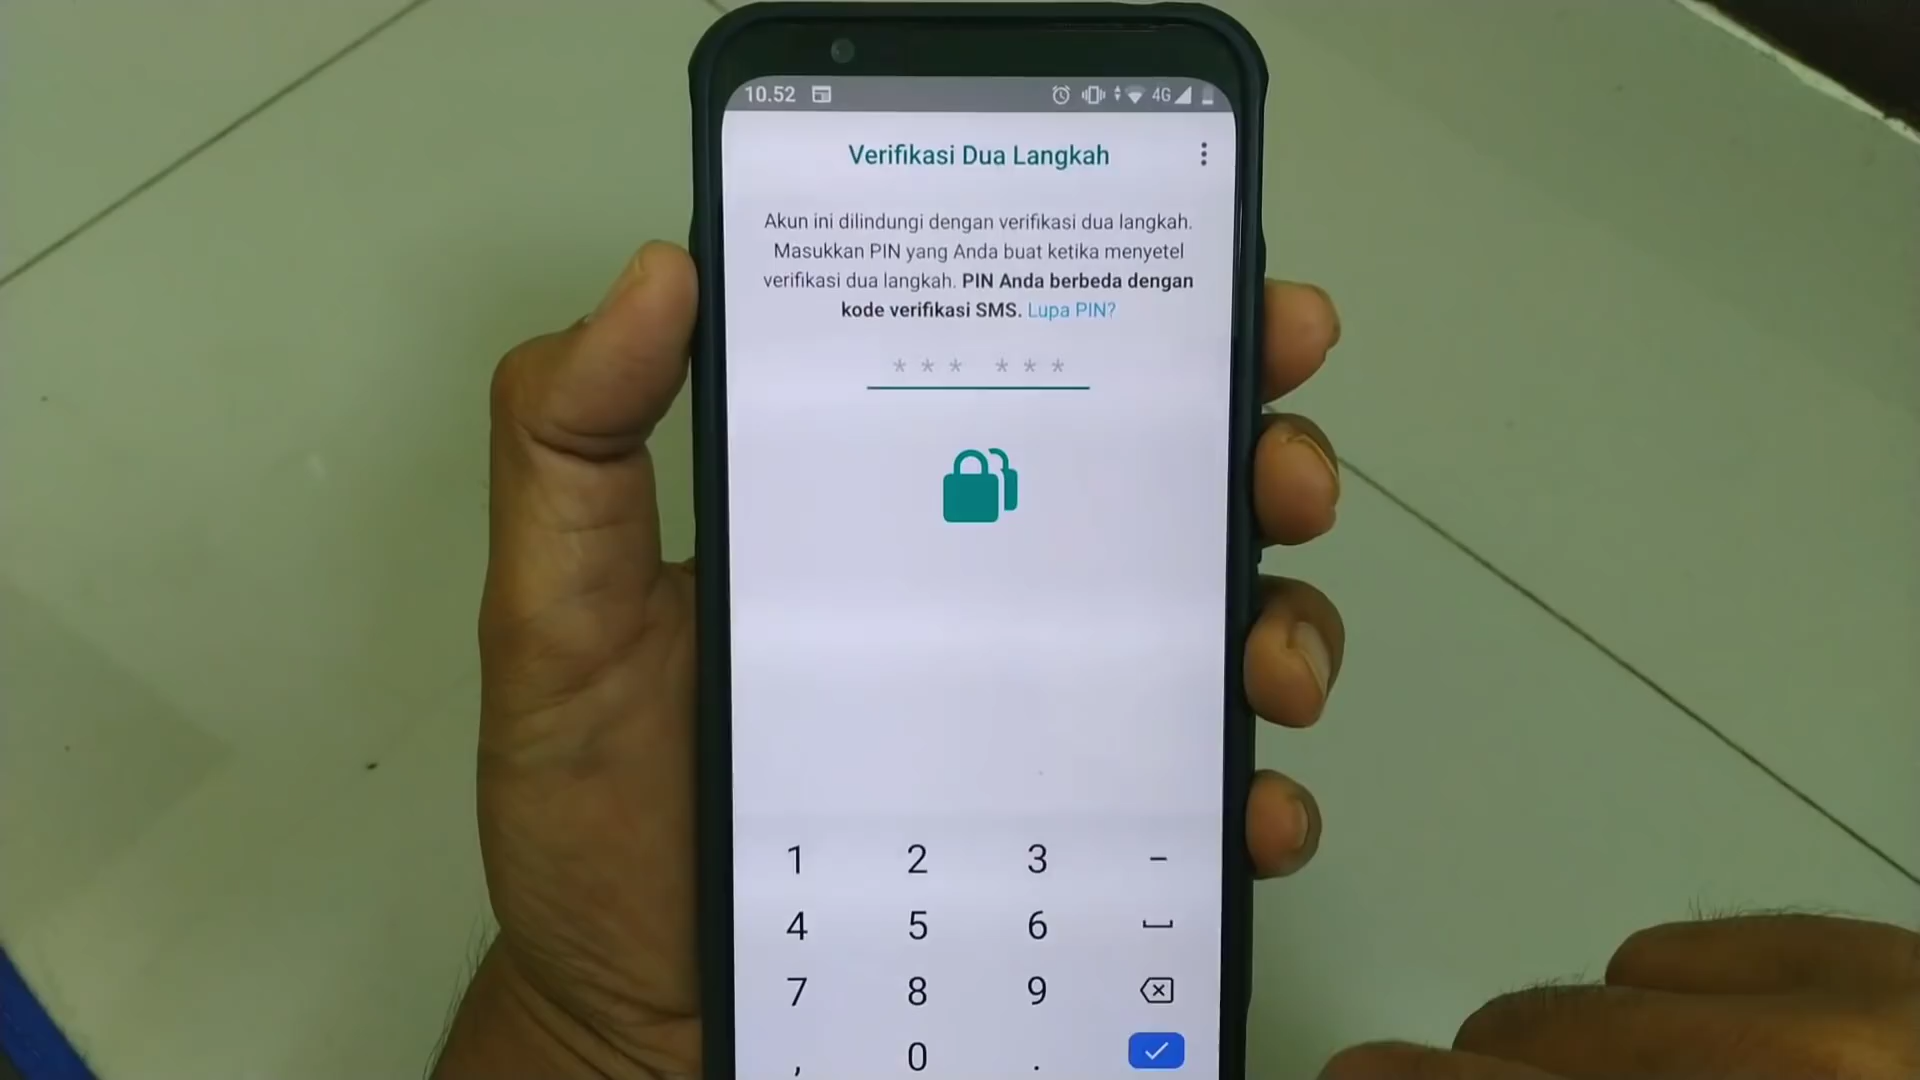 10.52
4G
Verifikasi Dua Langkah
Akun ini dilindungi dengan verifikasi dua langkah.
Masukkan PIN yang Anda buat ketika menyetel
verifikasi dua langkah. PIN Anda berbeda dengan
kode verifikasi SMS. Lupa PIN?
* * * * * *
1 2 3 -
4 5 6
7 8 9
, 0 .